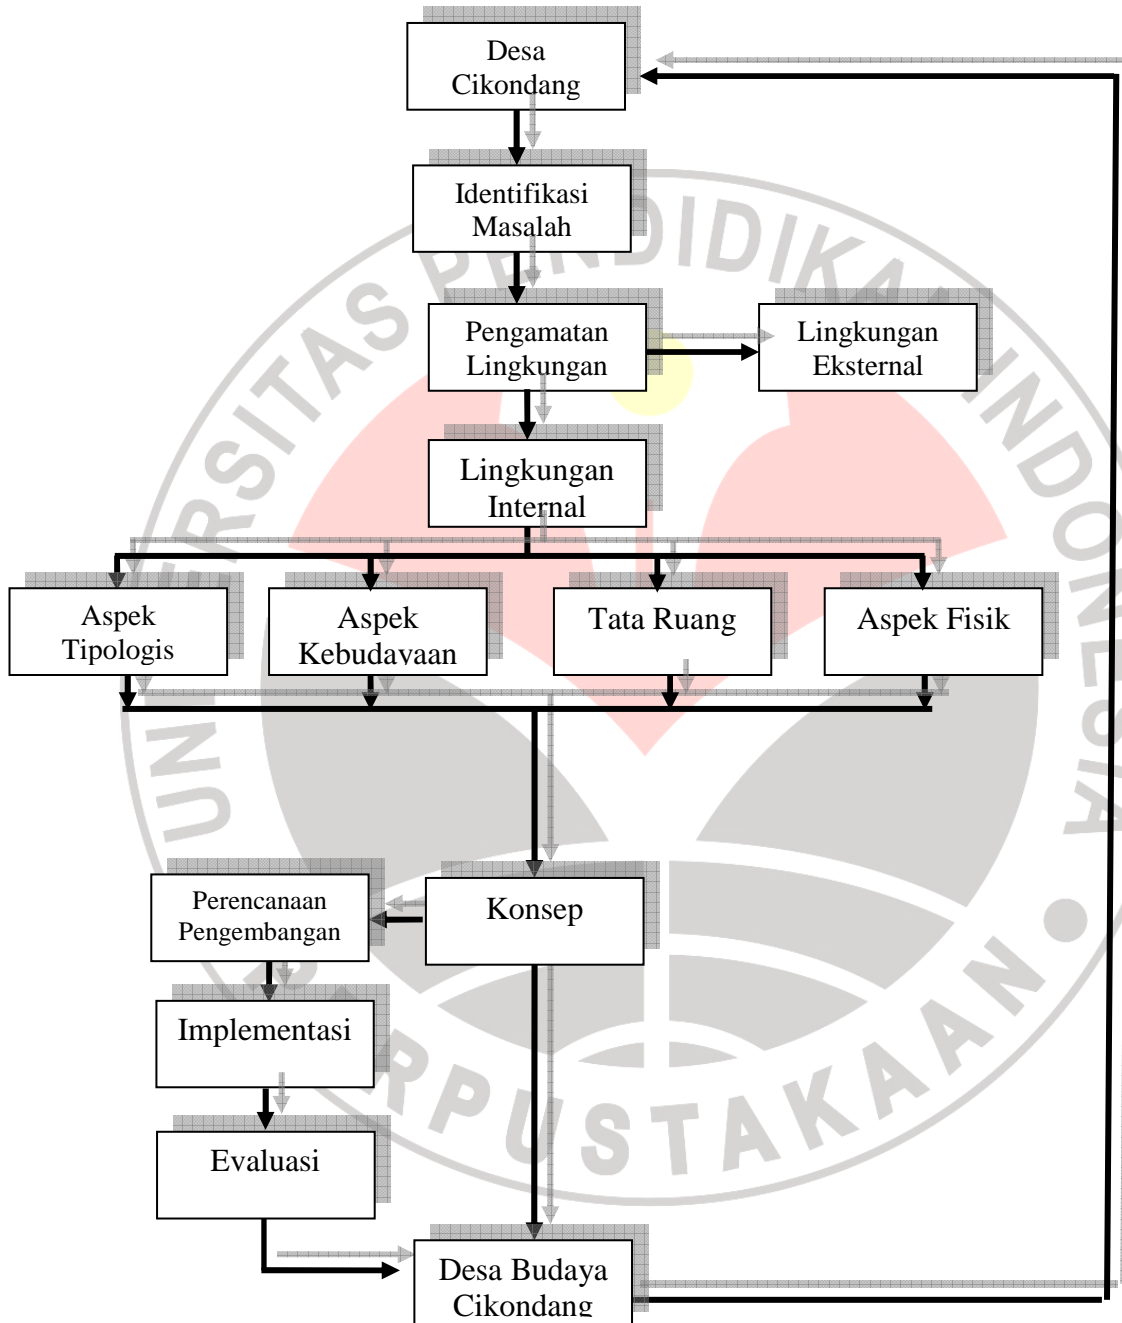 Desa
Cikondang
Identifikasi
Masalah
Pengamatan
Lingkungan
Lingkungan
Eksternal
Lingkungan
Internal
Aspek
Tipologis
Aspek
Kebudayaan
Tata Ruang
Aspek Fisik
Perencanaan
Pengembangan
Konsep
Implementasi
Evaluasi
Desa Budaya
Cikondang
UNIVERSITAS PENDIDIKAN INDONESIA
PERPUSTAKAAN